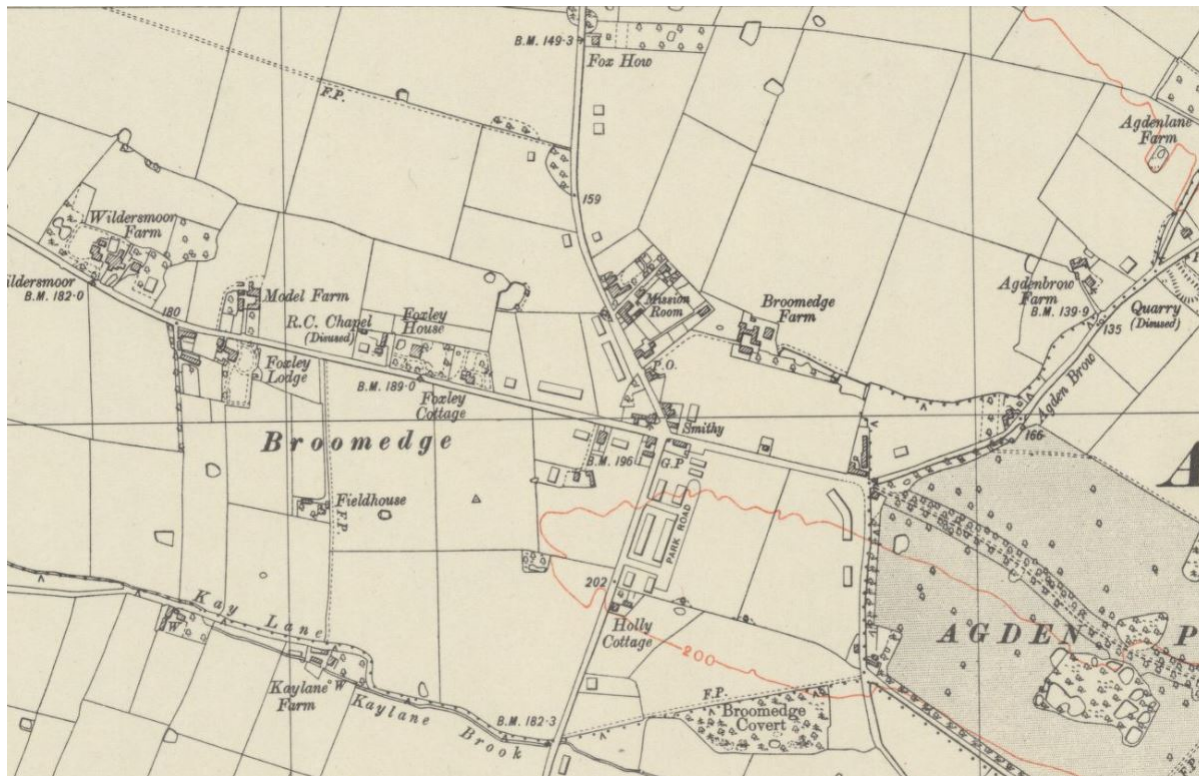 B.M. 149·3
Fox How
F.P.
Agdenlane
Farm
159
Wildersmoor
Farm
ildersmoor
B.M. 182·0
180
Model Farm
R.C. Chapel
(Disused)
Foxley
House
Mission
Room
Broomedge
Farm
Agdenbrow
Farm
B.M. 139·9
135
Quarry
(Disused)
Foxley
Lodge
B.M. 189·0
Foxley
Cottage
P.O.
Smithy
Agden Brow
166
Broomedge
B.M. 196
G.P
A
Fieldhouse
F.P.
PARK ROAD
202
Holly
Cottage
200
AGDEN P
Kay Lane
W
Kaylane
Farm
W
Kaylane Brook
B.M. 182·3
F.P.
Broomedge
Covert
F.P.